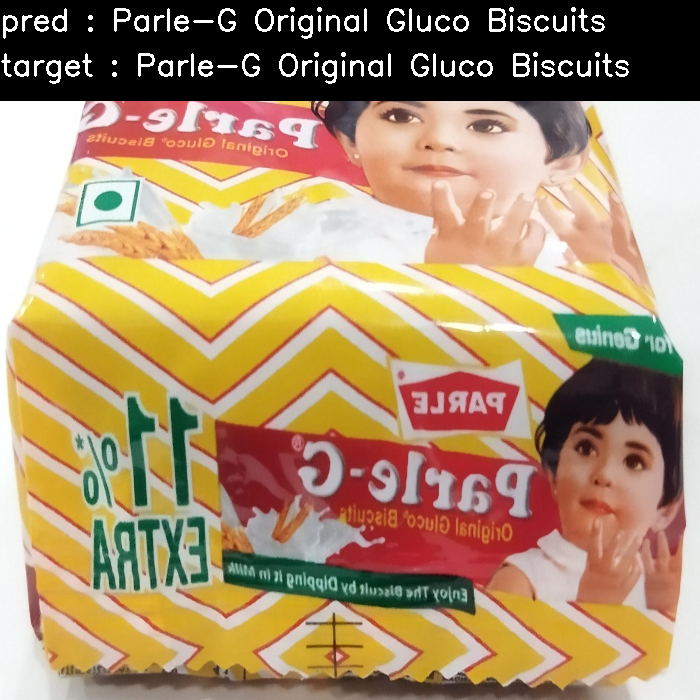 pred : Parle-G Original Gluco Biscuits
target : Parle-G Original Gluco Biscuits
Parle-G
Original Gluco® Biscuits
for Genius
PARLE
11%*
EXTRA
Parle-G®
Original Gluco® Biscuits
Enjoy The Biscuit by Dipping it in Milk